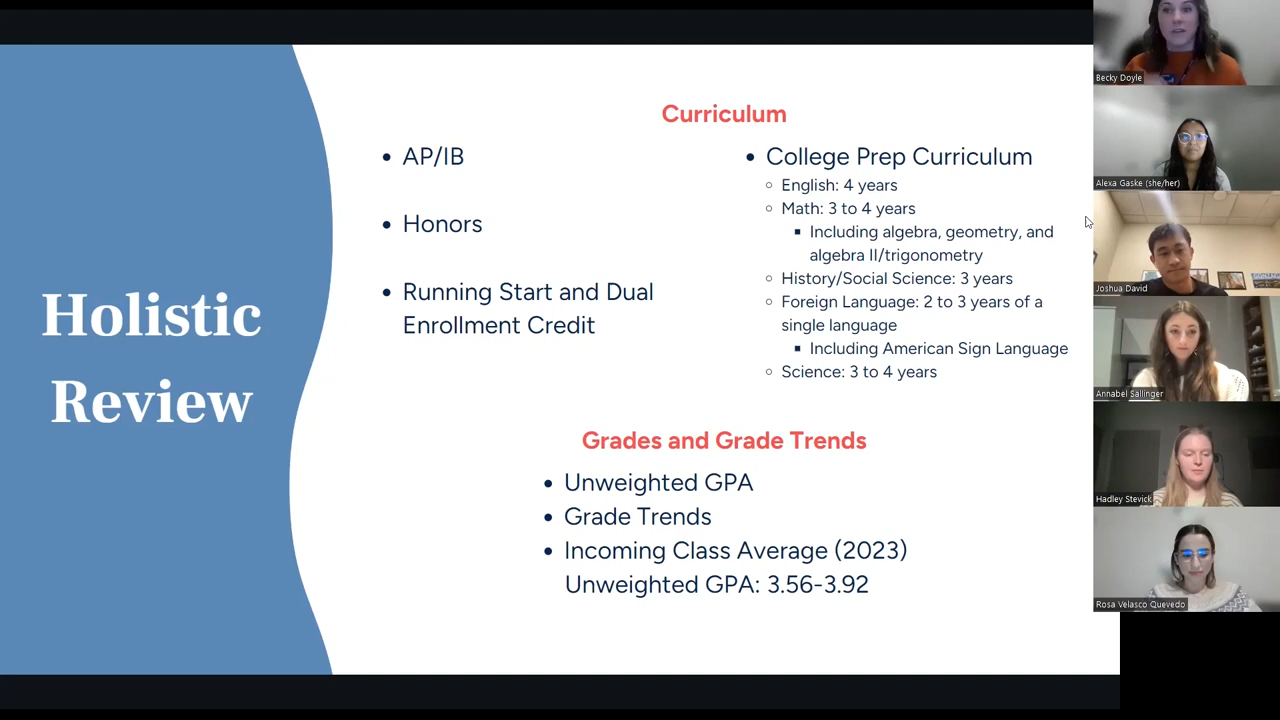 Holistic
Review
Curriculum
• AP/IB
• Honors
• Running Start and Dual
Enrollment Credit
• College Prep Curriculum
○ English: 4 years
○ Math: 3 to 4 years
▪ Including algebra, geometry, and
algebra II/trigonometry
○ History/Social Science: 3 years
○ Foreign Language: 2 to 3 years of a
single language
▪ Including American Sign Language
○ Science: 3 to 4 years
Grades and Grade Trends
• Unweighted GPA
• Grade Trends
• Incoming Class Average (2023)
Unweighted GPA: 3.56-3.92
Becky Doyle
Alexa Gaske (she/her)
Joshua David
Annabel Sallinger
Hadley Stevick
Rosa Velasco Quevedo